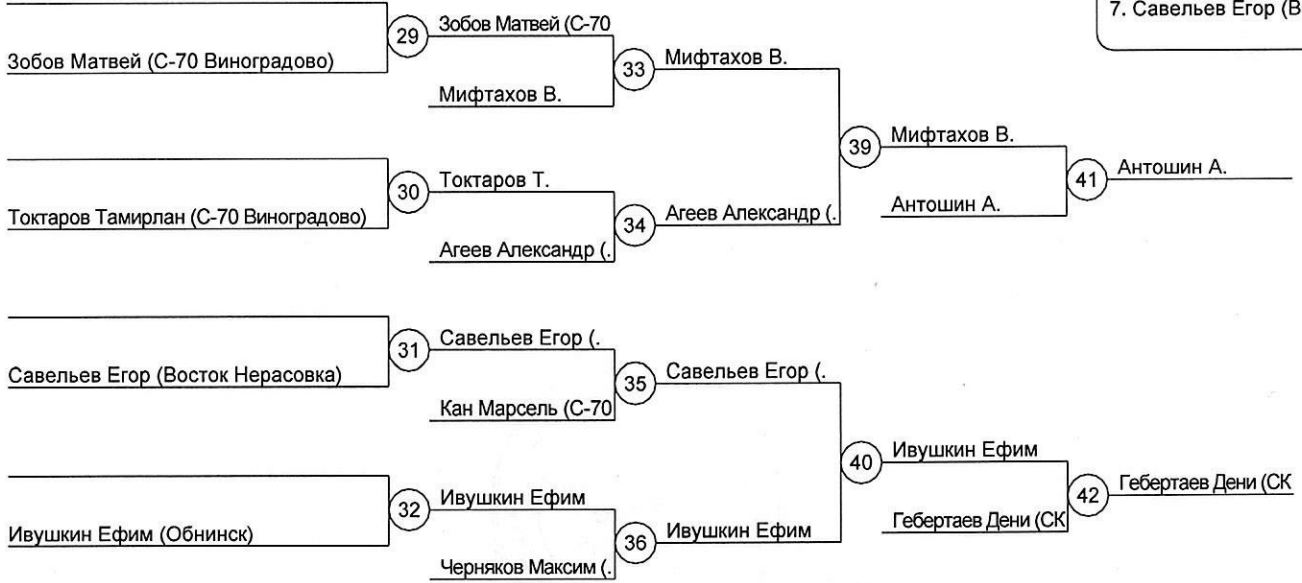 7. Савельев Егор (В
29
Зобов Матвей (С-70
Зобов Матвей (С-70 Виноградово)
33
Мифтахов В.
Мифтахов В.
39
Мифтахов В.
30
Токтаров Т.
41
Антошин А.
Токтаров Тамирлан (С-70 Виноградово)
34
Агеев Александр (.
Антошин А.
Агеев Александр (.
31
Савельев Егор (.
Савельев Егор (Восток Нерасовка)
35
Савельев Егор (.
Кан Марсель (С-70
40
Ивушкин Ефим
32
Ивушкин Ефим
42
Гебертаев Дени (СК
Ивушкин Ефим (Обнинск)
36
Ивушкин Ефим
Гебертаев Дени (СК
Черняков Максим (.